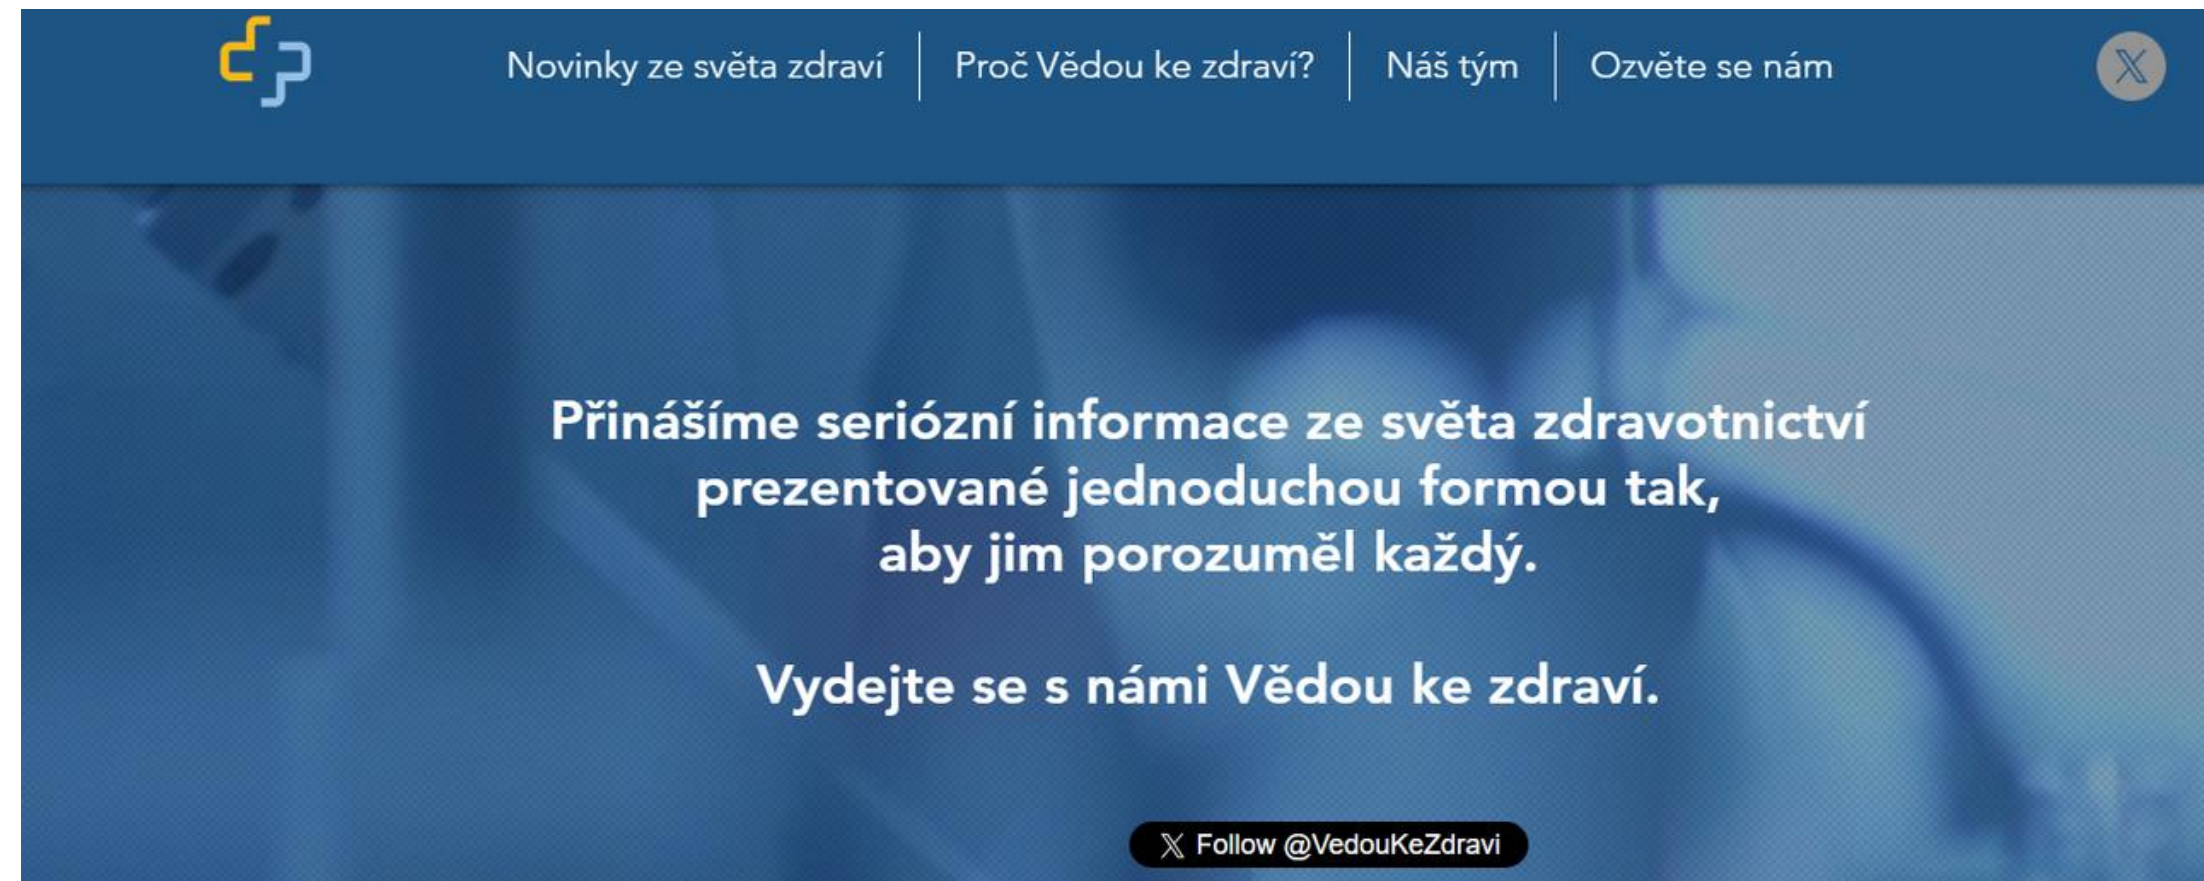 Novinky ze světa zdraví
Proč Vědou ke zdraví?
Náš tým
Ozvěte se nám
Přinášíme seriózní informace ze světa zdravotnictví
prezentované jednoduchou formou tak,
aby jim porozuměl každý.
Vydejte se s námi Vědou ke zdraví.
X Follow @VedouKeZdravi